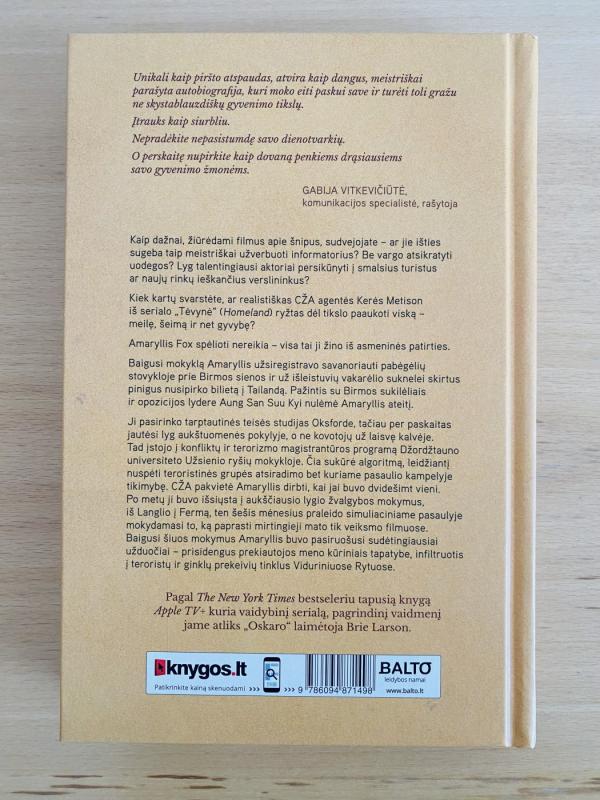 Unikali kaip piršto atspaudas, atvira kaip dangus, meistriškai
parašyta autobiografija, kuri moko eiti paskui save ir turėti toli gražu
ne skystablauzdiškų gyvenimo tikslų.
Įtrauks kaip siurbliu.
Nepradėkite nepasistumdę savo dienotvarkių.
O perskaitę nupirkite kaip dovaną penkiems drąsiausiems
savo gyvenimo žmonėms.
GABIJA VITKEVIČIŪTĖ,
komunikacijos specialistė, rašytoja
Kaip dažnai, žiūrėdami filmus apie šnipus, sudvejojate – ar jie išties
sugeba taip meistriškai užverbuoti informatorius? Be vargo atsikratyti
uodegos? Lyg talentingiausi aktoriai persikūnyti į smalsius turistus
ar naujų rinkų ieškančius verslininkus?
Kiek kartų svarstėte, ar realistiškas CŽA agentės Kerės Metison
iš serialo „Tėvynė“ (Homeland) ryžtas dėl tikslo paaukoti viską –
meilę, šeimą ir net gyvybę?
Amaryllis Fox spėlioti nereikia – visa tai ji žino iš asmeninės patirties.
Baigusi mokyklą Amaryllis užsiregistravo savanoriauti pabėgėlių
stovykloje prie Birmos sienos ir už išleistuvių vakarėlio suknelei skirtus
pinigus nusipirko bilietą į Tailandą. Pažintis su Birmos sukilėliais
ir opozicijos lydere Aung San Suu Kyi nulėmė Amaryllis ateitį.
Ji pasirinko tarptautinės teisės studijas Oksforde, tačiau per paskaitas
jautėsi lyg aukštuomenės pokylyje, o ne kovotojų už laisvę kalvėje.
Tad įstojo į konfliktų ir terorizmo magistrantūros programą Džordžtauno
universiteto Užsienio ryšių mokykloje. Čia sukūrė algoritmą, leidžiantį
nuspėti teroristinės grupės atsiradimo bet kuriame pasaulio kampelyje
tikimybę. CŽA pakvietė Amaryllis dirbti, kai jai buvo dvidešimt vieni.
Po metų ji buvo išsiųsta į aukščiausio lygio žvalgybos mokymus,
iš Langlio į Fermą, ten šešis mėnesius praleido simuliaciniame pasaulyje
mokydamasi to, ką paprasti mirtingieji mato tik veiksmo filmuose.
Baigusi šiuos mokymus Amaryllis buvo pasiruošusi sudėtingiausiai
užduočiai – prisidengus prekiautojos meno kūriniais tapatybe, infiltruotis
į teroristų ir ginklų prekeivių tinklus Viduriniuose Rytuose.
Pagal The New York Times bestseleriu tapusią knygą
Apple TV+ kuria vaidybinį serialą, pagrindinį vaidmenį
jame atliks „Oskaro“ laimėtoja Brie Larson.
knygos.lt
Patikrinkite kainą skenuodami >>> >>>
9 786094 871498
BALTO
leidybos namai
www.balto.lt